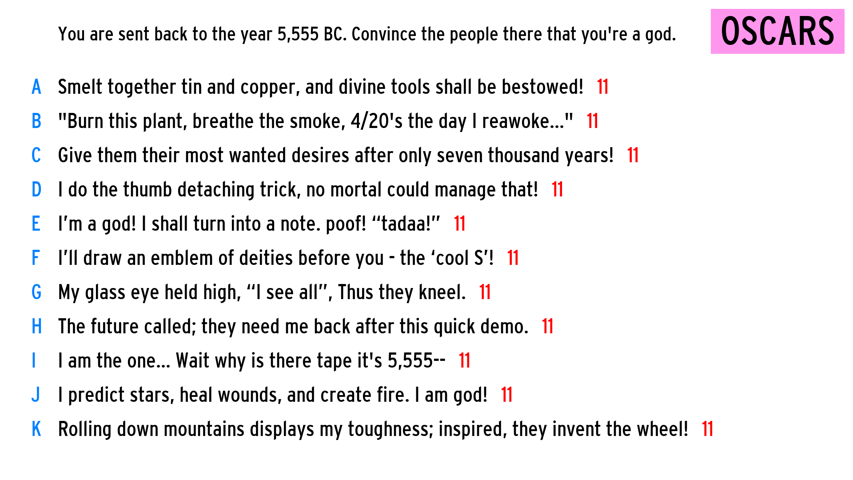 You are sent back to the year 5,555 BC. Convince the people there that you're a god.
OSCARS
A Smelt together tin and copper, and divine tools shall be bestowed! 11
B "Burn this plant, breathe the smoke, 4/20's the day I reawoke..." 11
C Give them their most wanted desires after only seven thousand years! 11
D I do the thumb detaching trick, no mortal could manage that! 11
E I’m a god! I shall turn into a note. poof! “tadaa!” 11
F I’ll draw an emblem of deities before you - the ‘cool S’! 11
G My glass eye held high, “I see all”, Thus they kneel. 11
H The future called; they need me back after this quick demo. 11
I I am the one... Wait why is there tape it's 5,555-- 11
J I predict stars, heal wounds, and create fire. I am god! 11
K Rolling down mountains displays my toughness; inspired, they invent the wheel! 11